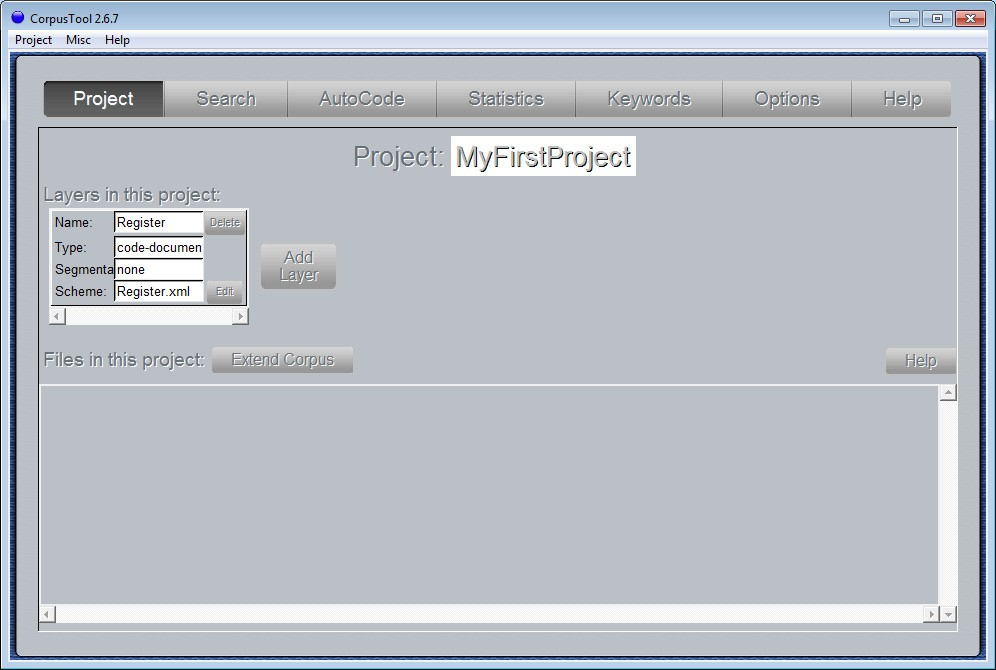 CorpusTool 2.6.7
Project Misc Help
Project Search AutoCode Statistics Keywords Options Help
Project: MyFirstProject
Layers in this project:
Name: Register Delete
Type: code-documen
Segmenta none
Scheme: Register.xml Edit
Add
Layer
Files in this project: Extend Corpus Help